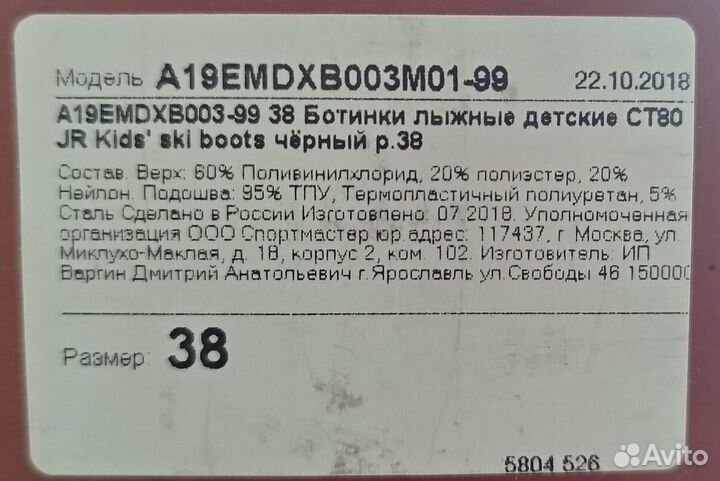 Модель A19EMDXB003M01-99 22.10.2018
A19EMDXB003-99 38 Ботинки лыжные детские CT80
JR Kids' ski boots чёрный р.38
Состав. Верх: 60% Поливинилхлорид, 20% полиэстер, 20%
Нейлон. Подошва: 95% ТПУ, Термопластичный полиуретан, 5%
Сталь Сделано в России Изготовлено. 07.2018. Уполномоченная
организация ООО Спортмастер юр.адрес: 117437, г Москва, ул.
Миклухо-Маклая, д. 18, корпус 2, ком. 102. Изготовитель: ИП
Варгин Дмитрий Анатольевич г.Ярославль ул.Свободы 46 150000
Размер: 38
5804 526
Avito